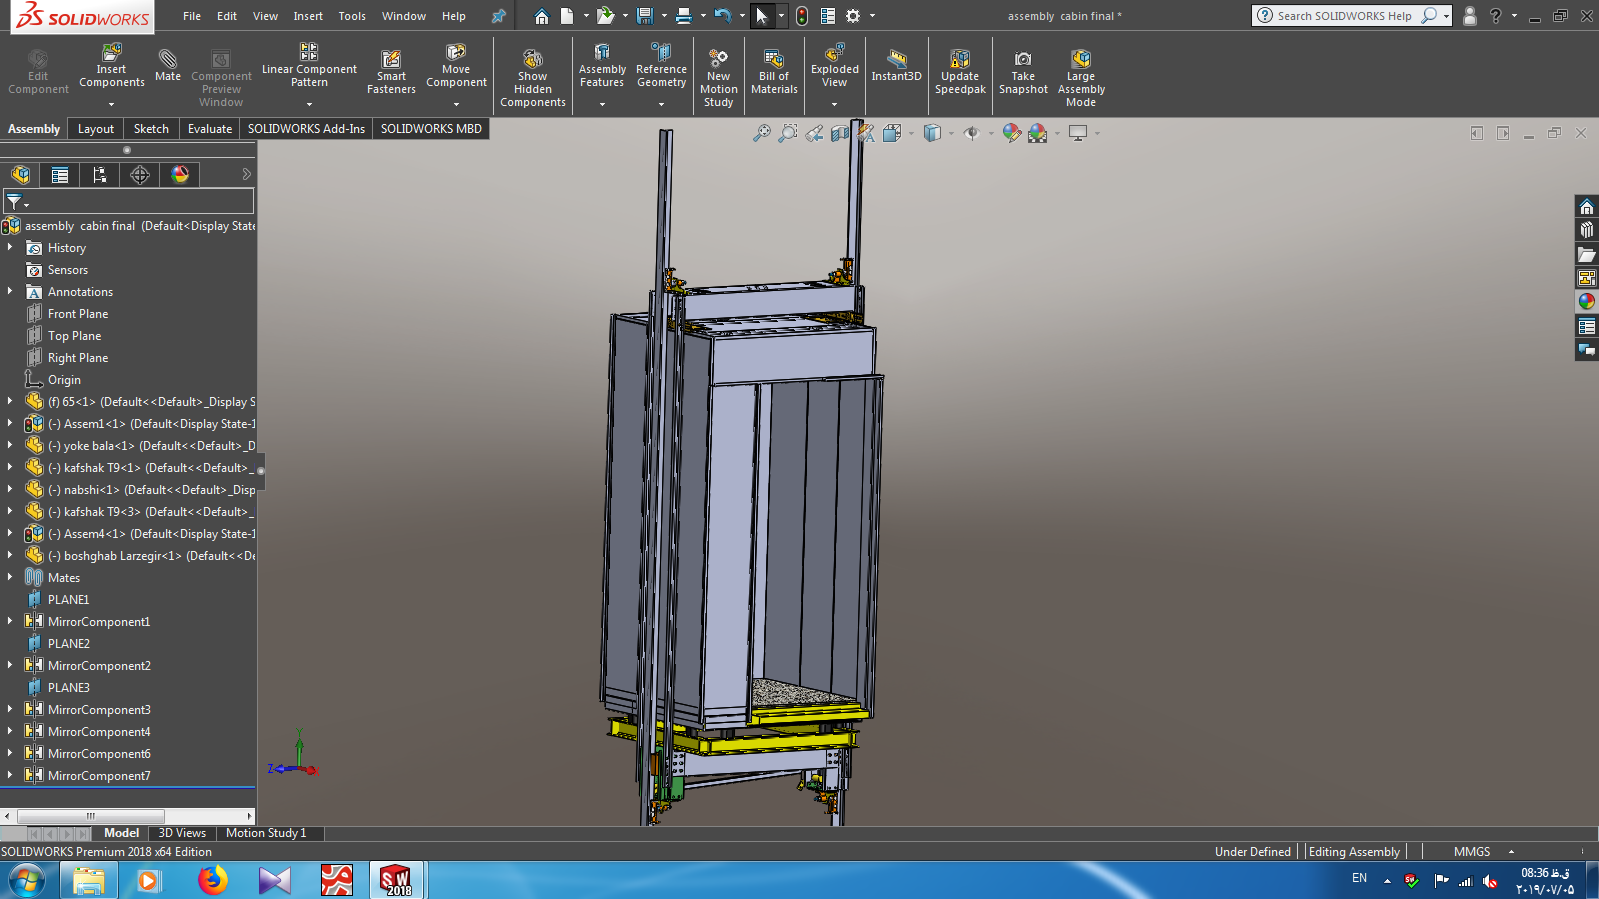 SOLIDWORKS
File Edit View Insert Tools Window Help
assembly cabin final *
Search SOLIDWORKS Help
Edit Component
Insert Components
Mate
Component Preview Window
Linear Component Pattern
Smart Fasteners
Move Component
Show Hidden Components
Assembly Features
Reference Geometry
New Motion Study
Bill of Materials
Exploded View
Instant3D
Update Speedpak
Take Snapshot
Large Assembly Mode
Assembly Layout Sketch Evaluate SOLIDWORKS Add-Ins SOLIDWORKS MBD
assembly cabin final (Default<Display State
History
Sensors
Annotations
Front Plane
Top Plane
Right Plane
Origin
(f) 65<1> (Default<<Default>_Display S
(-) Assem1<1> (Default<Display State-1
(-) yoke bala<1> (Default<<Default>_D
(-) kafshak T9<1> (Default<<Default>_
(-) nabshi<1> (Default<<Default>_Disp
(-) kafshak T9<3> (Default<<Default>_
(-) Assem4<1> (Default<Display State-1
(-) boshghab Larzegir<1> (Default<<De
Mates
PLANE1
MirrorComponent1
PLANE2
MirrorComponent2
PLANE3
MirrorComponent3
MirrorComponent4
MirrorComponent6
MirrorComponent7
Y
Z
X
Model 3D Views Motion Study 1
SOLIDWORKS Premium 2018 x64 Edition
Under Defined Editing Assembly MMGS
SW 2018
EN
08:36 ق.ظ
٢٠١٩/٠٧/٠٥